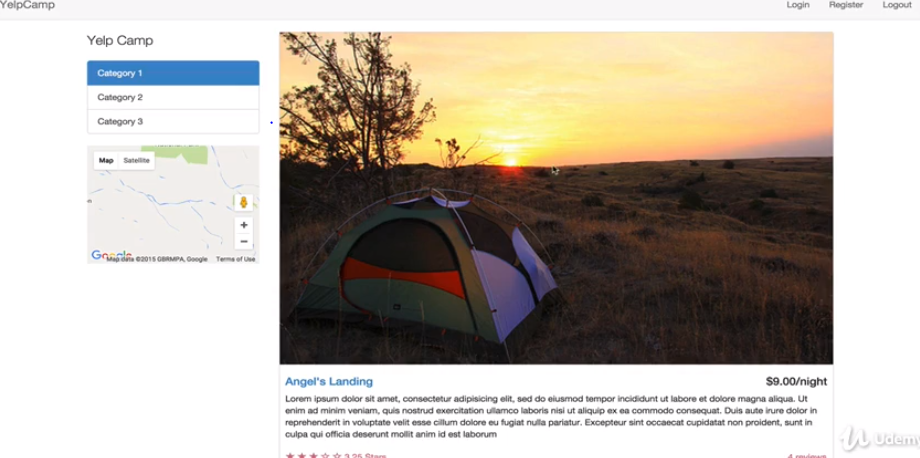 YelpCamp
Login Register Logout
Yelp Camp
Category 1
Category 2
Category 3
Map Satellite
Google
Map data ©2015 GBRMPA, Google Terms of Use
Angel's Landing $9.00/night
Lorem ipsum dolor sit amet, consectetur adipisicing elit, sed do eiusmod tempor incididunt ut labore et dolore magna aliqua. Ut
enim ad minim veniam, quis nostrud exercitation ullamco laboris nisi ut aliquip ex ea commodo consequat. Duis aute irure dolor in
reprehenderit in voluptate velit esse cillum dolore eu fugiat nulla pariatur. Excepteur sint occaecat cupidatat non proident, sunt in
culpa qui officia deserunt mollit anim id est laborum
3.25 Stars 4 reviews
Udemy